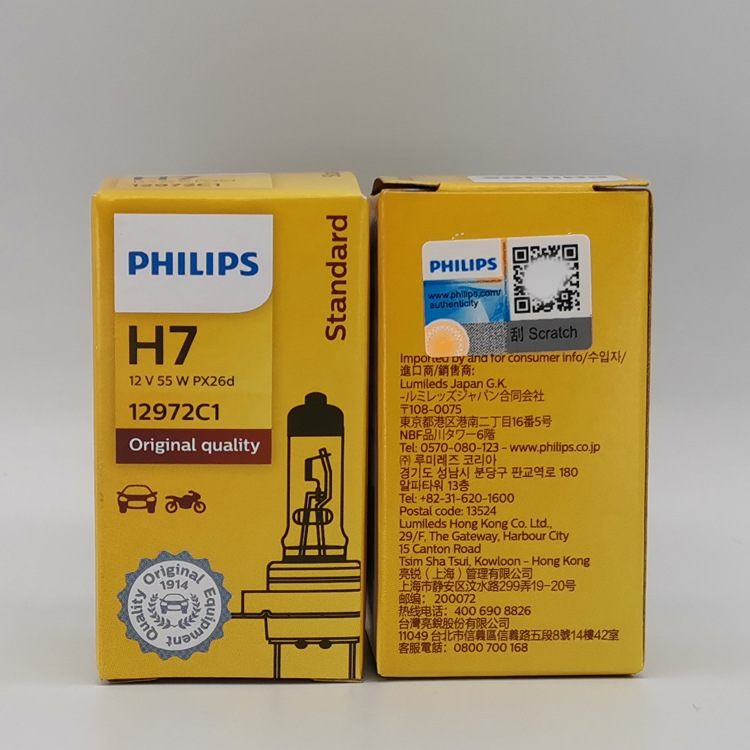 H7
12972C1
PHILIPS
Standard
H7
12 V 55 W PX26d
12972C1
Original quality
Quality Original Equipment
1914
PHILIPS
www.philips.com/
authenticity
刮 Scratch
Imported by and for consumer info/수입자/
進口商/銷售商:
Lumileds Japan G.K.
-ルミレッズジャパン合同会社
〒108-0075
東京都港区港南二丁目16番5号
NBF品川タワー6階
Tel: 0570-080-123 - www.philips.co.jp
㈜ 루미레즈 코리아
경기도 성남시 분당구 판교역로 180
알파타워 13층
Tel: +82-31-620-1600
Postal code: 13524
Lumileds Hong Kong Co. Ltd.,
29/F, The Gateway, Harbour City
15 Canton Road
Tsim Sha Tsui, Kowloon - Hong Kong
亮锐（上海）管理有限公司
上海市静安区汶水路299弄19-20号
邮编： 200072
热线电话： 400 690 8826
台灣亮銳股份有限公司
11049 台北市信義區信義路五段8號14樓42室
客服電話： 0800 700 168